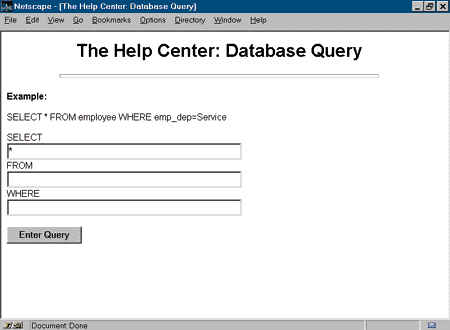 Netscape - [The Help Center: Database Query]
File Edit View Go Bookmarks Options Directory Window Help
The Help Center: Database Query
Example:
SELECT * FROM employee WHERE emp_dep=Service
SELECT
*
FROM
WHERE
Enter Query
Document Done